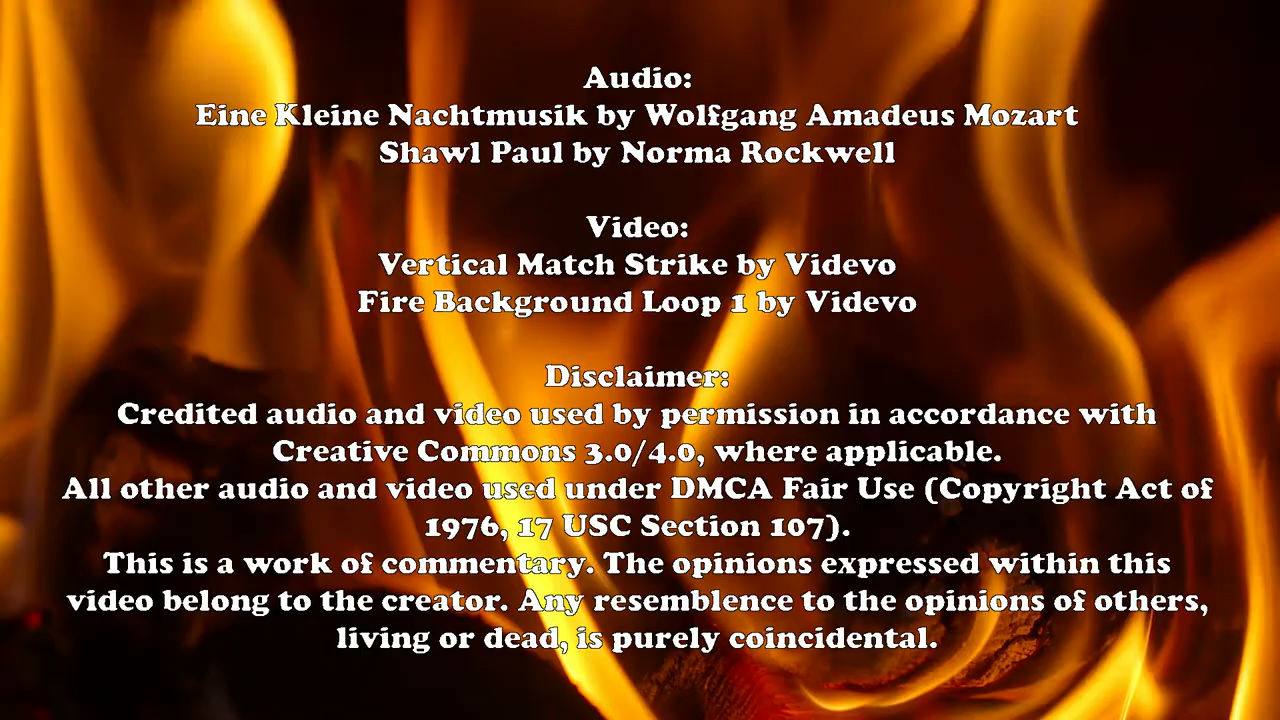 Audio:
Eine Kleine Nachtmusik by Wolfgang Amadeus Mozart
Shawl Paul by Norma Rockwell
Video:
Vertical Match Strike by Videvo
Fire Background Loop 1 by Videvo
Disclaimer:
Credited audio and video used by permission in accordance with
Creative Commons 3.0/4.0, where applicable.
All other audio and video used under DMCA Fair Use (Copyright Act of
1976, 17 USC Section 107).
This is a work of commentary. The opinions expressed within this
video belong to the creator. Any resemblence to the opinions of others,
living or dead, is purely coincidental.